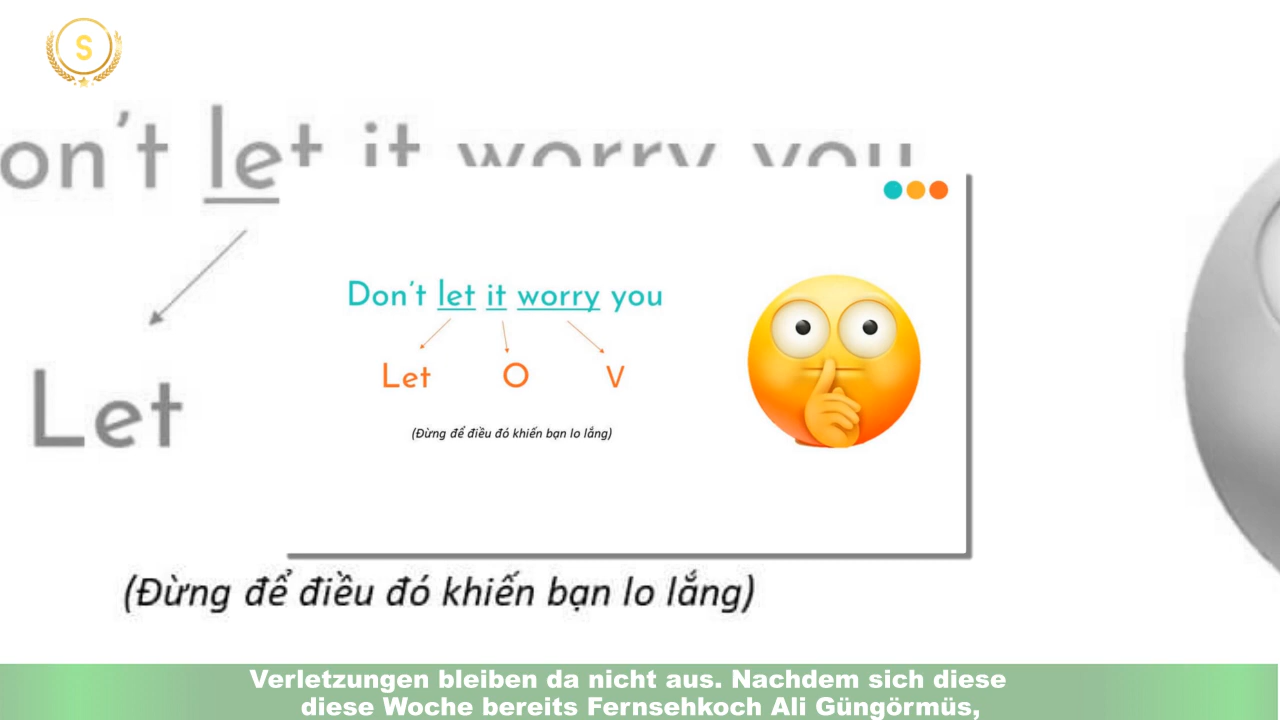 S
on't let it worry you
Don't let it worry you
Let O V
(Đừng để điều đó khiến bạn lo lắng)
Let
(Đừng để điều đó khiến bạn lo lắng)
Verletzungen bleiben da nicht aus. Nachdem sich diese
diese Woche bereits Fernsehkoch Ali Güngörmüs,